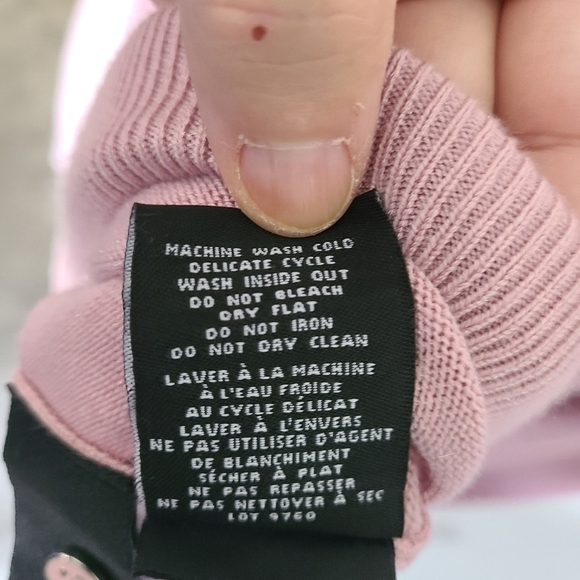 MACHINE WASH COLD
DELICATE CYCLE
WASH INSIDE OUT
DO NOT BLEACH
DRY FLAT
DO NOT IRON
DO NOT DRY CLEAN
LAVER À LA MACHINE
À L'EAU FROIDE
AU CYCLE DÉLICAT
LAVER À L'ENVERS
NE PAS UTILISER D'AGENT
DE BLANCHIMENT
SÉCHER À PLAT
NE PAS REPASSER
NE PAS NETTOYER À SEC
LOT 9760